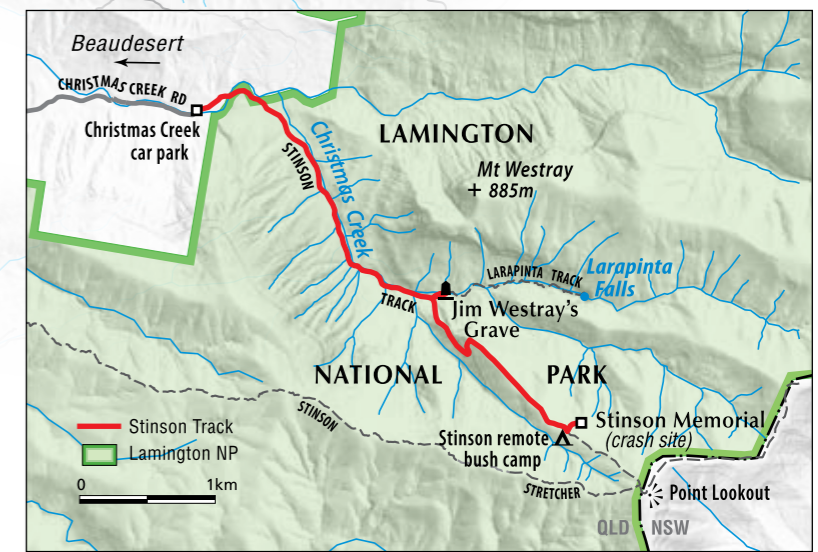 Beaudesert
CHRISTMAS CREEK RD
Christmas Creek
car park
STINSON
Christmas Creek
LAMINGTON
Mt Westray
+ 885m
LARAPINTA TRACK
Larapinta
Falls
TRACK
Jim Westray's
Grave
NATIONAL PARK
STINSON
Stinson Memorial
(crash site)
Stinson remote
bush camp
STRETCHER
Point Lookout
QLD NSW
Stinson Track
Lamington NP
0 1km